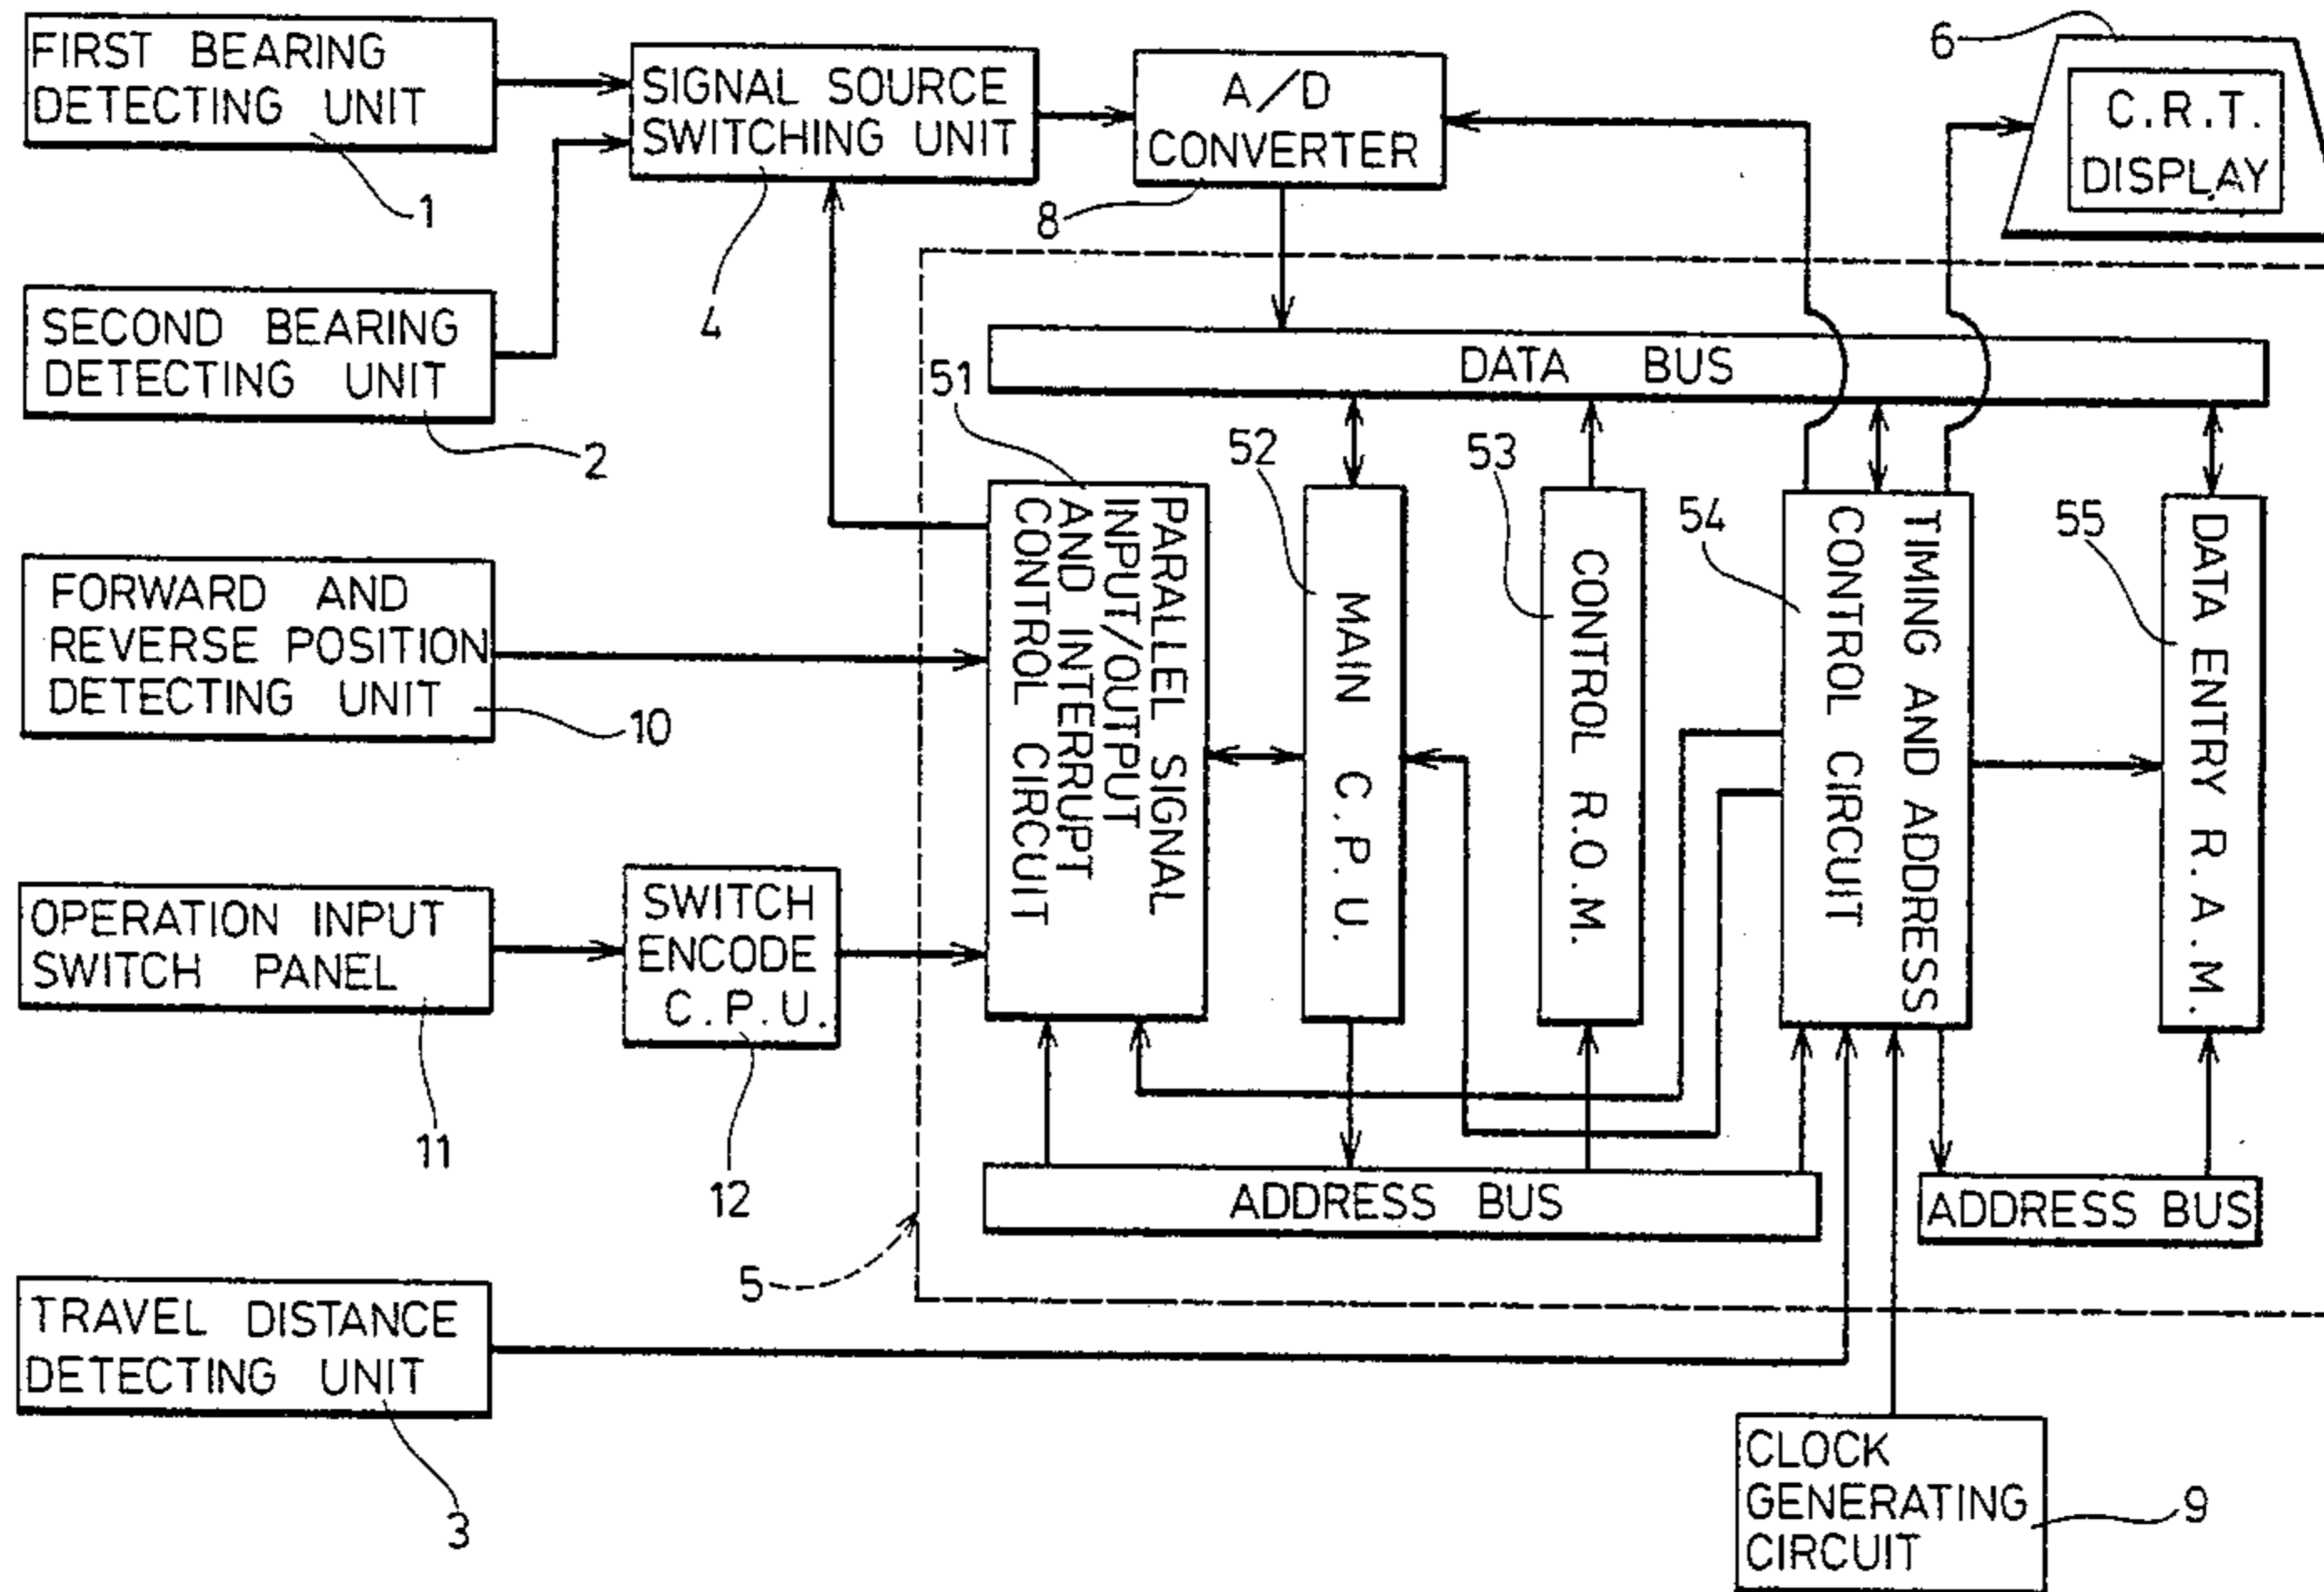 FIRST BEARING
DETECTING UNIT
1
SIGNAL SOURCE
SWITCHING UNIT
4
A/D
CONVERTER
8
6
C.R.T.
DISPLAY
SECOND BEARING
DETECTING UNIT
2
DATA BUS
51
PARALLEL SIGNAL
INPUT/OUTPUT
AND INTERRUPT
CONTROL CIRCUIT
52
MAIN C.P.U.
53
CONTROL R.O.M.
54
TIMING AND ADDRESS
CONTROL CIRCUIT
55
DATA ENTRY R.A.M.
FORWARD AND
REVERSE POSITION
DETECTING UNIT
10
OPERATION INPUT
SWITCH PANEL
11
SWITCH
ENCODE
C.P.U.
12
ADDRESS BUS
ADDRESS BUS
5
TRAVEL DISTANCE
DETECTING UNIT
3
CLOCK
GENERATING
CIRCUIT
9